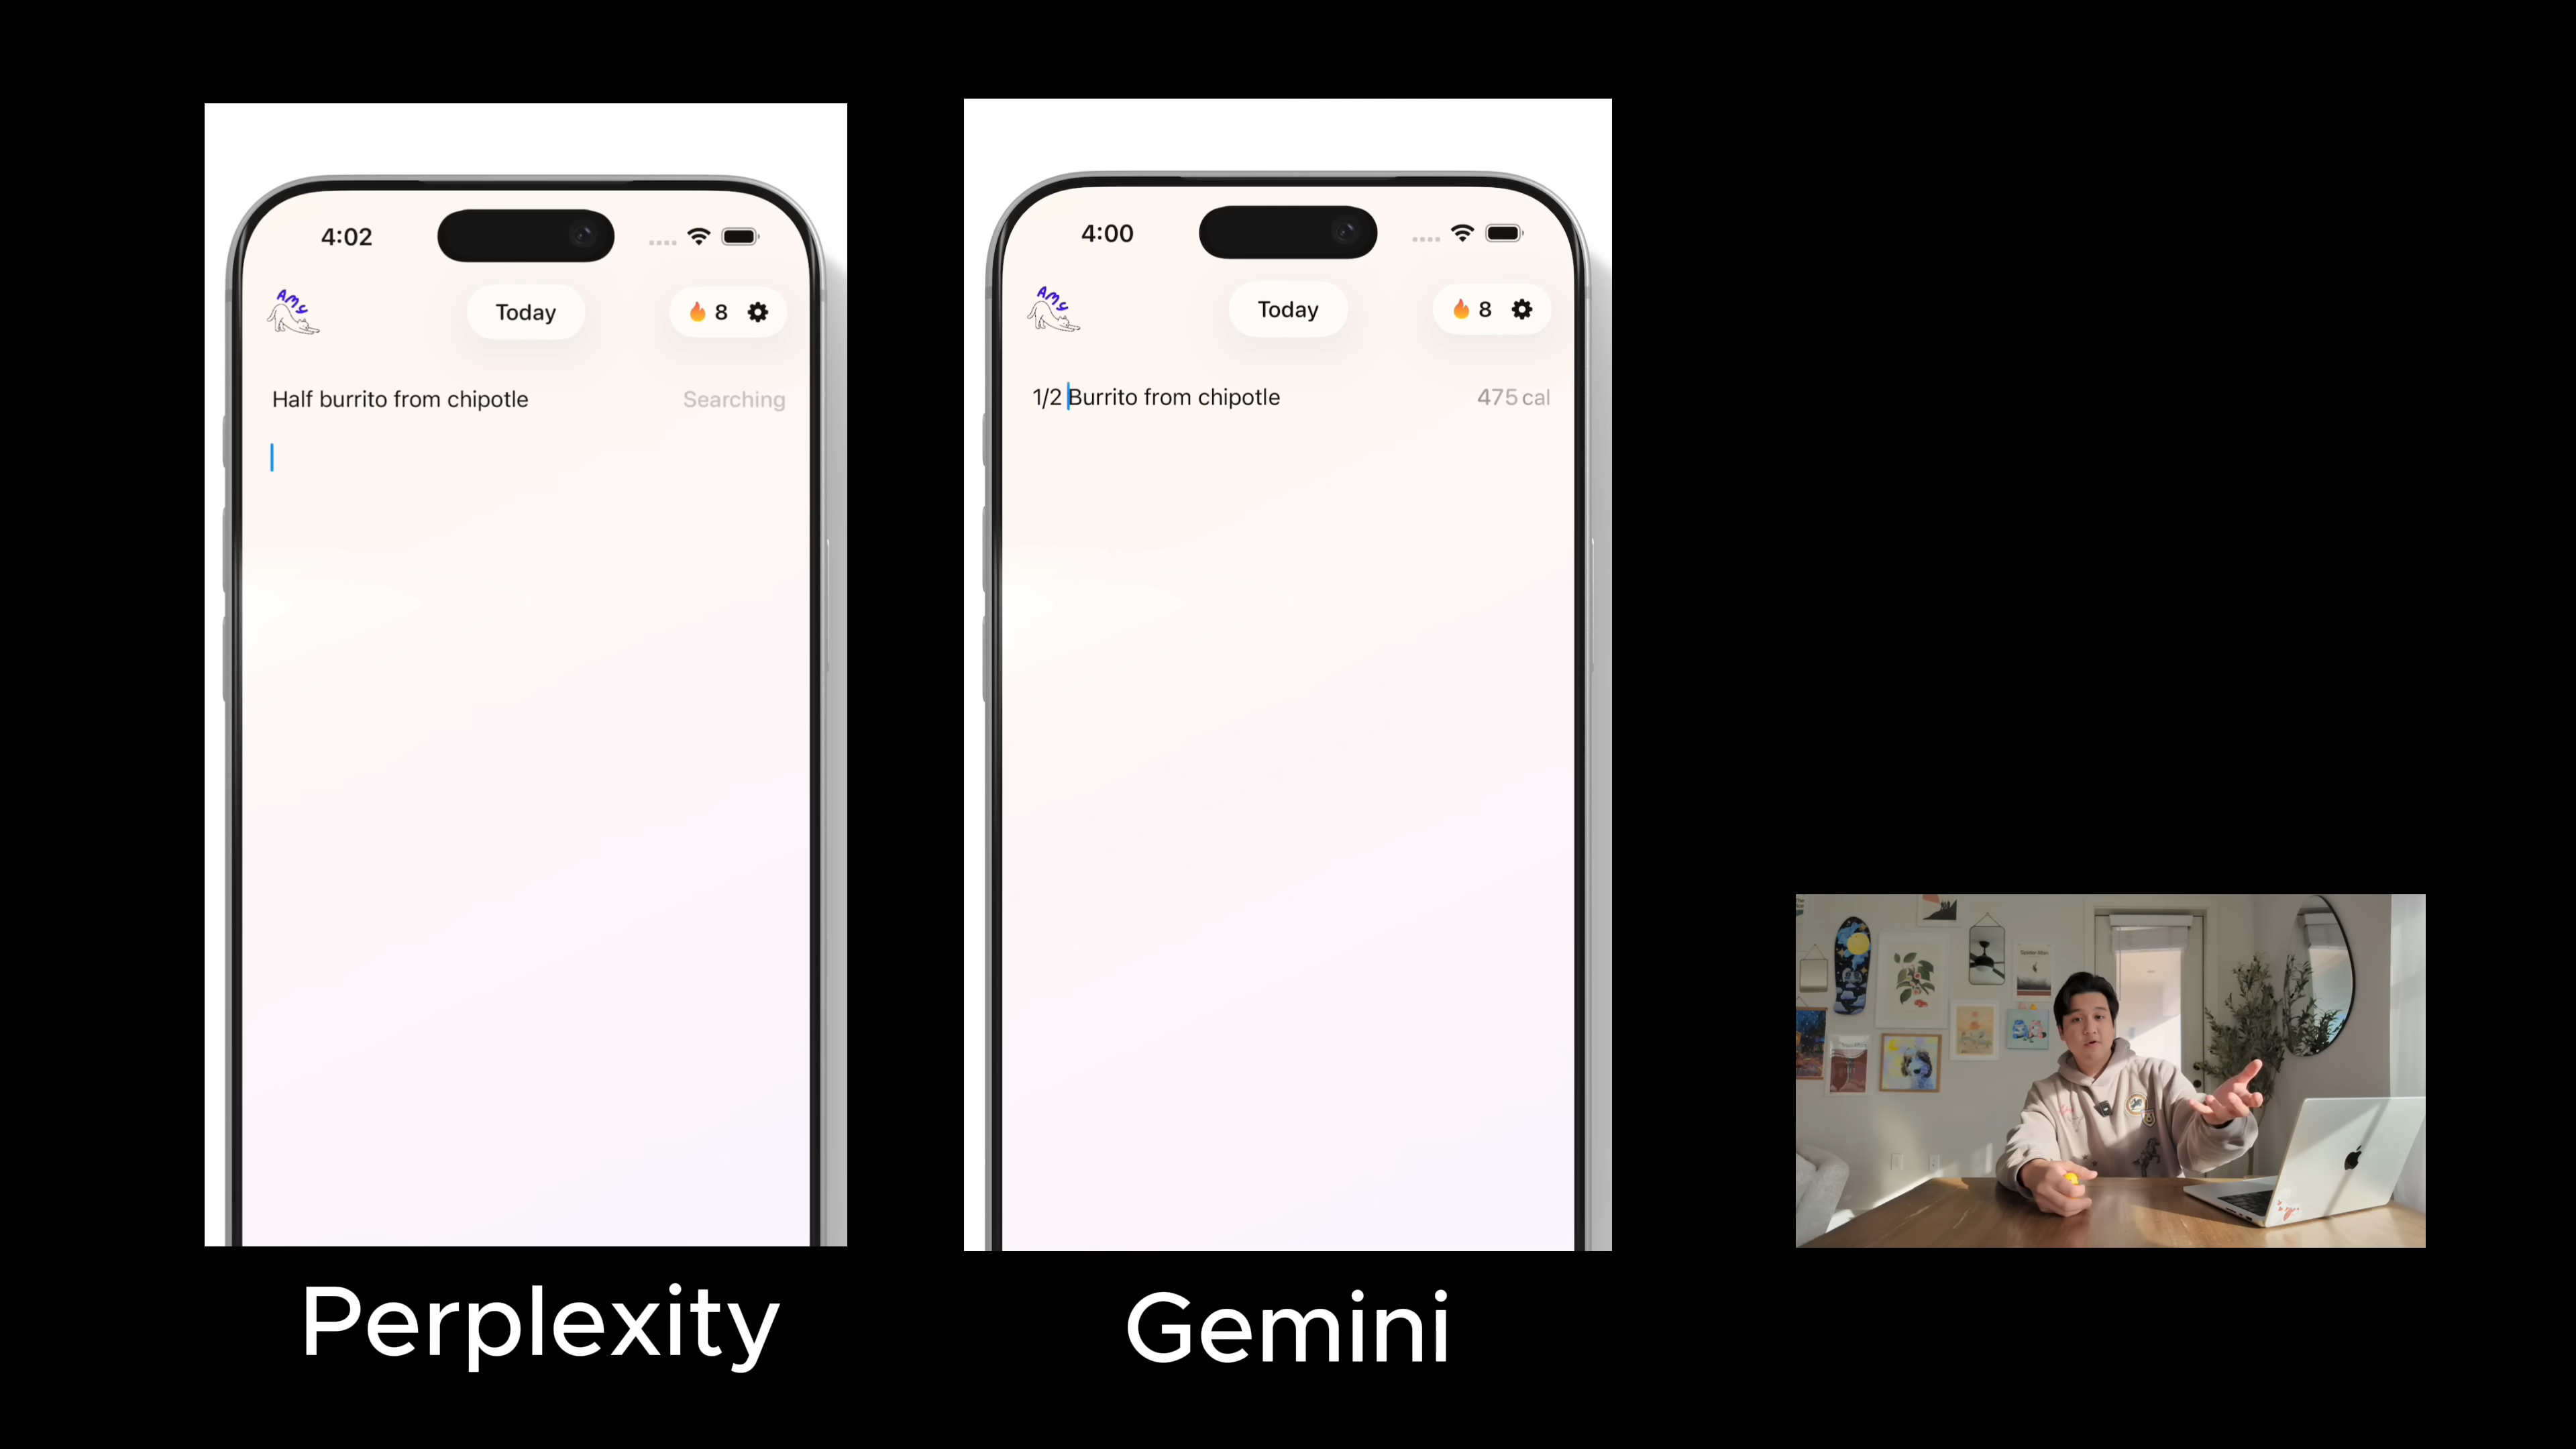 4:02
AMY
Today
8
Half burrito from chipotle
Searching
Perplexity
4:00
AMY
Today
8
1/2 Burrito from chipotle
475 cal
Gemini